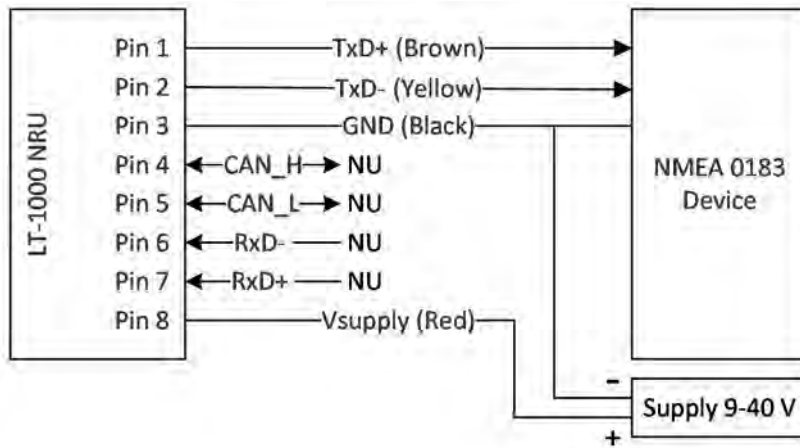 LT-1000 NRU
Pin 1 TxD+ (Brown)
Pin 2 TxD- (Yellow)
Pin 3 GND (Black)
Pin 4 CAN_H NU
Pin 5 CAN_L NU
Pin 6 RxD- NU
Pin 7 RxD+ NU
Pin 8 Vsupply (Red)
NMEA 0183
Device
-
Supply 9-40 V
+